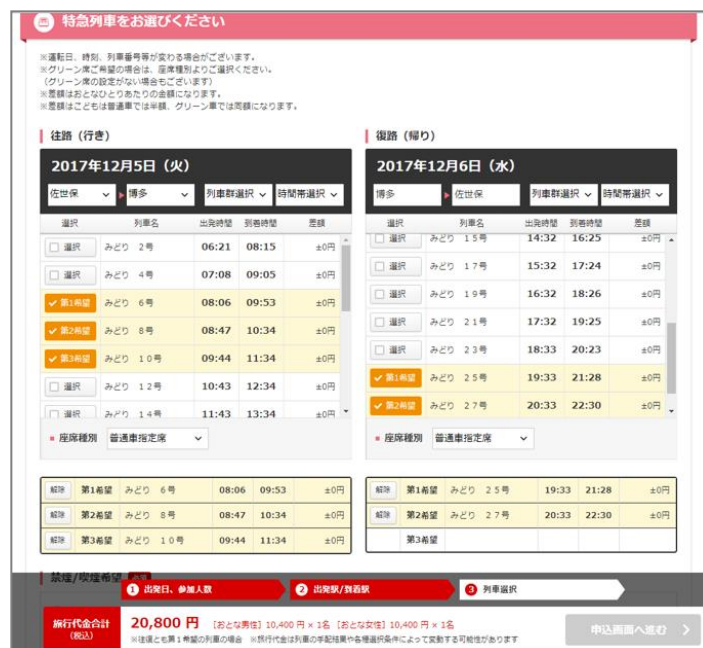 特急列車をお選びください
※運転日、時刻、列車番号等が変わる場合がございます。
※グリーン席ご希望の場合は、座席種別よりご選択ください。
(グリーン席の設定がない場合もございます)
※差額はおとなひとりあたりの金額になります。
※差額はこどもは普通車では半額、グリーン車では同額になります。
往路(行き)
2017年12月5日(火)
佐世保 博多 列車群選択 時間帯選択
選択 列車名 出発時間 到着時間 差額
選択 みどり 2号 06:21 08:15 ±0円
選択 みどり 4号 07:08 09:05 ±0円
第1希望 みどり 6号 08:06 09:53 ±0円
第2希望 みどり 8号 08:47 10:34 ±0円
第3希望 みどり 10号 09:44 11:34 ±0円
選択 みどり 12号 10:43 12:34 ±0円
選択 みどり 14号 11:43 13:34 ±0円
座席種別 普通車指定席
解除 第1希望 みどり 6号 08:06 09:53 ±0円
解除 第2希望 みどり 8号 08:47 10:34 ±0円
解除 第3希望 みどり 10号 09:44 11:34 ±0円
復路(帰り)
2017年12月6日(水)
博多 佐世保 列車群選択 時間帯選択
選択 列車名 出発時間 到着時間 差額
選択 みどり 15号 14:32 16:25 ±0円
選択 みどり 17号 15:32 17:24 ±0円
選択 みどり 19号 16:32 18:26 ±0円
選択 みどり 21号 17:32 19:25 ±0円
選択 みどり 23号 18:33 20:23 ±0円
第1希望 みどり 25号 19:33 21:28 ±0円
第2希望 みどり 27号 20:33 22:30 ±0円
座席種別 普通車指定席
解除 第1希望 みどり 25号 19:33 21:28 ±0円
解除 第2希望 みどり 27号 20:33 22:30 ±0円
第3希望
禁煙/喫煙希望
1 出発日、参加人数 2 出発駅/到着駅 3 列車選択
旅行代金合計
(税込)
20,800 円 [おとな男性] 10,400 円 × 1名 [おとな女性] 10,400 円 × 1名
※往復とも第1希望の列車の場合 ※旅行代金は列車の手配結果や各種選択条件によって変動する可能性があります
申込画面へ進む